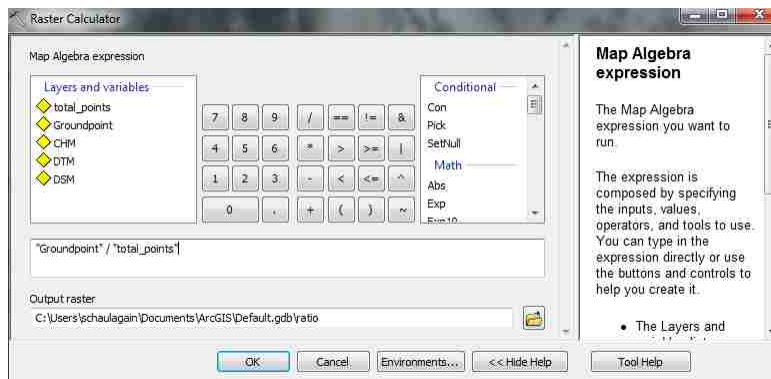 Raster Calculator
Map Algebra expression
Layers and variables
total_points
Groundpoint
CHM
DTM
DSM
7 8 9 / == != &
4 5 6 * > >= |
1 2 3 - < <= ^
0 . + ( ) ~
Conditional
Con
Pick
SetNull
Math
Abs
Exp
Exp10
"Groundpoint" / "total_points"
Output raster
C:\Users\schaulagain\Documents\ArcGIS\Default.gdb\ratio
OK Cancel Environments... << Hide Help Tool Help
Map Algebra
expression
The Map Algebra
expression you want to
run.
The expression is
composed by specifying
the inputs, values,
operators, and tools to use.
You can type in the
expression directly or use
the buttons and controls to
help you create it.
• The Layers and